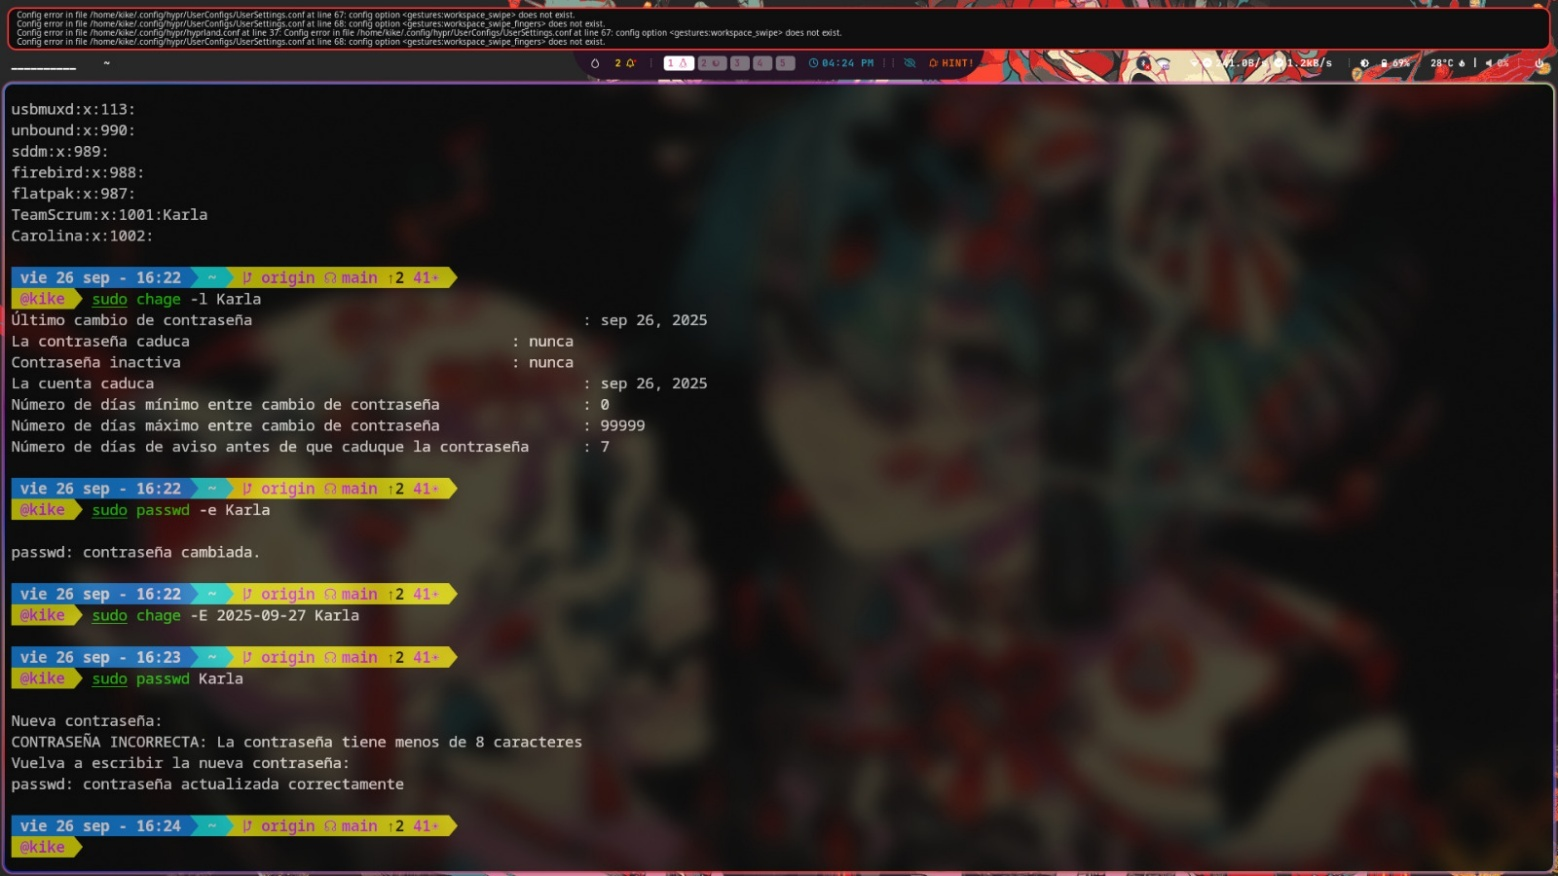 Config error in file /home/kike/.config/hypr/UserConfigs/UserSettings.conf at line 67: config option <gestures:workspace_swipe> does not exist.
Config error in file /home/kike/.config/hypr/UserConfigs/UserSettings.conf at line 68: config option <gestures:workspace_swipe_fingers> does not exist.
Config error in file /home/kike/.config/hypr/hyprland.conf at line 37: Config error in file /home/kike/.config/hypr/UserConfigs/UserSettings.conf at line 67: config option <gestures:workspace_swipe> does not exist.
Config error in file /home/kike/.config/hypr/UserConfigs/UserSettings.conf at line 68: config option <gestures:workspace_swipe_fingers> does not exist.
~ 2 1 2 3 4 5 04:24 PM HINT! 1.2kB/s 69% 28°C 0%
usbmuxd:x:113:
unbound:x:990:
sddm:x:989:
firebird:x:988:
flatpak:x:987:
TeamScrum:x:1001:Karla
Carolina:x:1002:
vie 26 sep - 16:22 ~ origin main ↑2 41+
@kike sudo chage -l Karla
Último cambio de contraseña : sep 26, 2025
La contraseña caduca : nunca
Contraseña inactiva : nunca
La cuenta caduca : sep 26, 2025
Número de días mínimo entre cambio de contraseña : 0
Número de días máximo entre cambio de contraseña : 99999
Número de días de aviso antes de que caduque la contraseña : 7
vie 26 sep - 16:22 ~ origin main ↑2 41+
@kike sudo passwd -e Karla
passwd: contraseña cambiada.
vie 26 sep - 16:22 ~ origin main ↑2 41+
@kike sudo chage -E 2025-09-27 Karla
vie 26 sep - 16:23 ~ origin main ↑2 41+
@kike sudo passwd Karla
Nueva contraseña:
CONTRASEÑA INCORRECTA: La contraseña tiene menos de 8 caracteres
Vuelva a escribir la nueva contraseña:
passwd: contraseña actualizada correctamente
vie 26 sep - 16:24 ~ origin main ↑2 41+
@kike